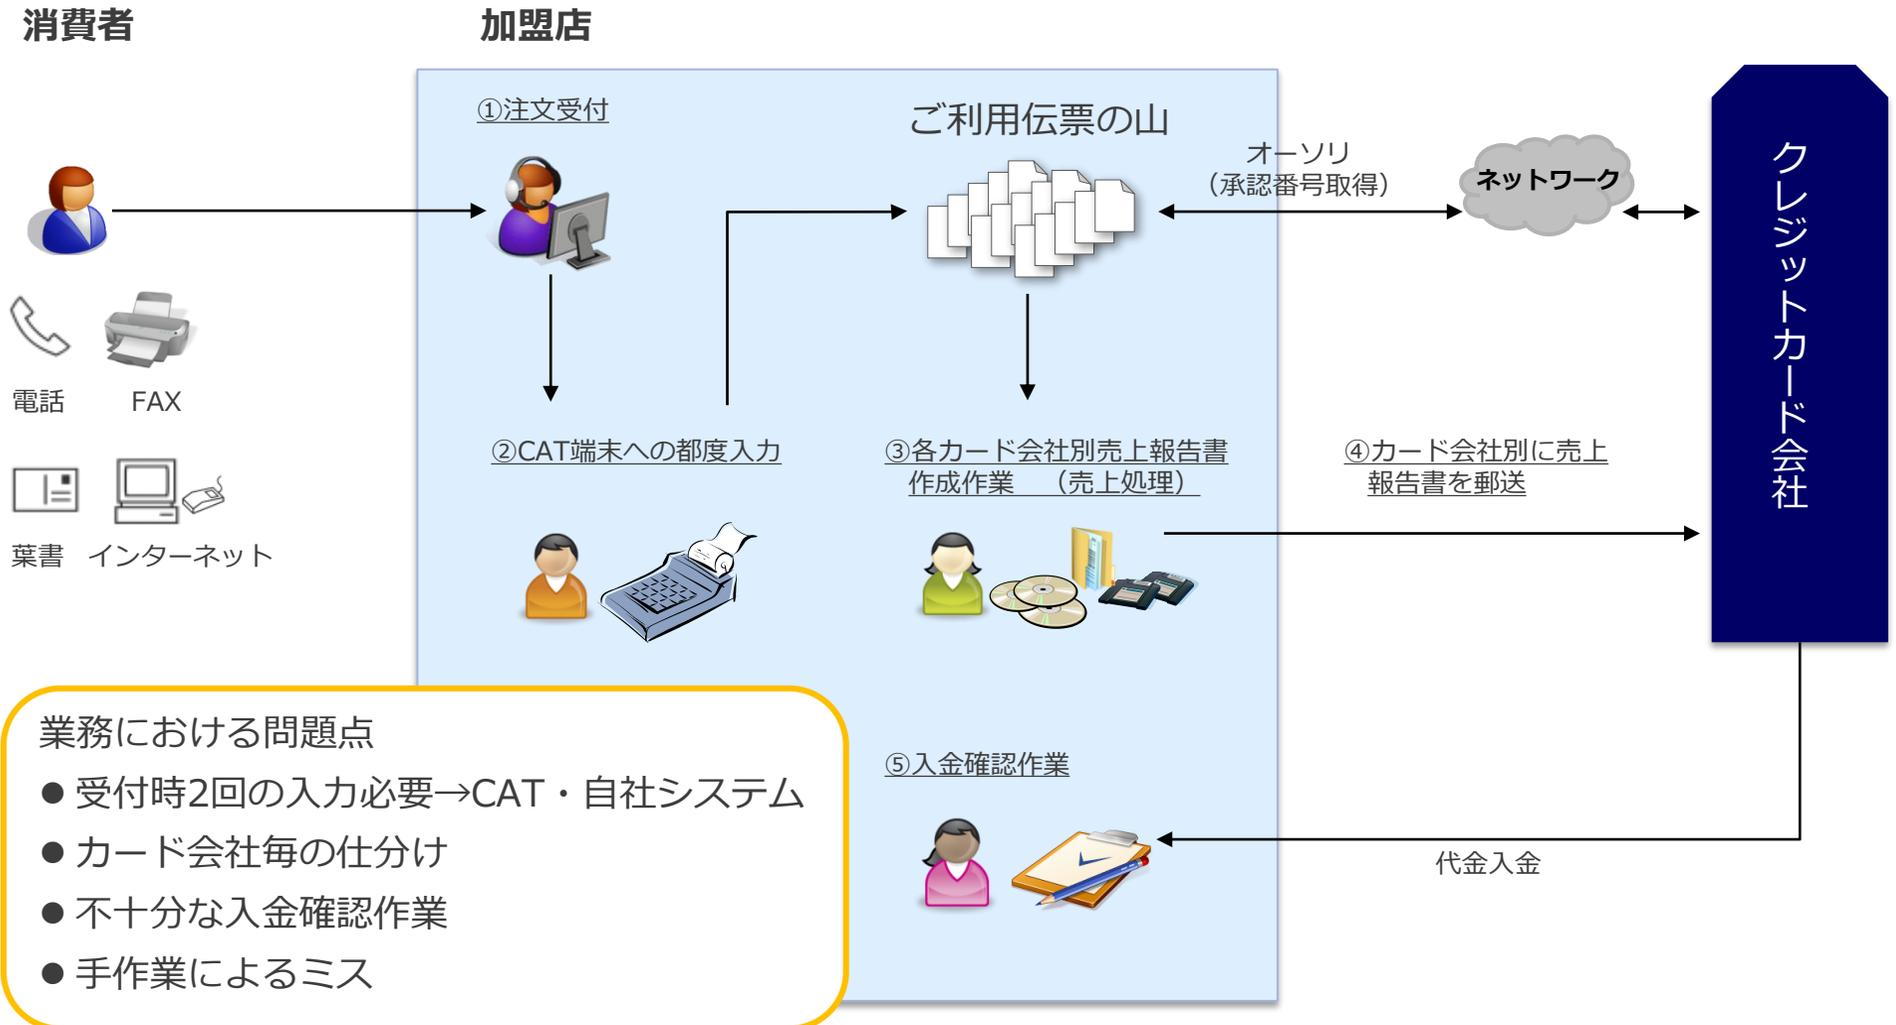 消費者
加盟店
①注文受付
ご利用伝票の山
オーソリ
（承認番号取得）
ネットワーク
クレジットカード会社
電話
FAX
葉書
インターネット
②CAT端末への都度入力
③各カード会社別売上報告書
作成作業　（売上処理）
④カード会社別に売上
報告書を郵送
業務における問題点
● 受付時2回の入力必要→CAT・自社システム
● カード会社毎の仕分け
● 不十分な入金確認作業
● 手作業によるミス
⑤入金確認作業
代金入金